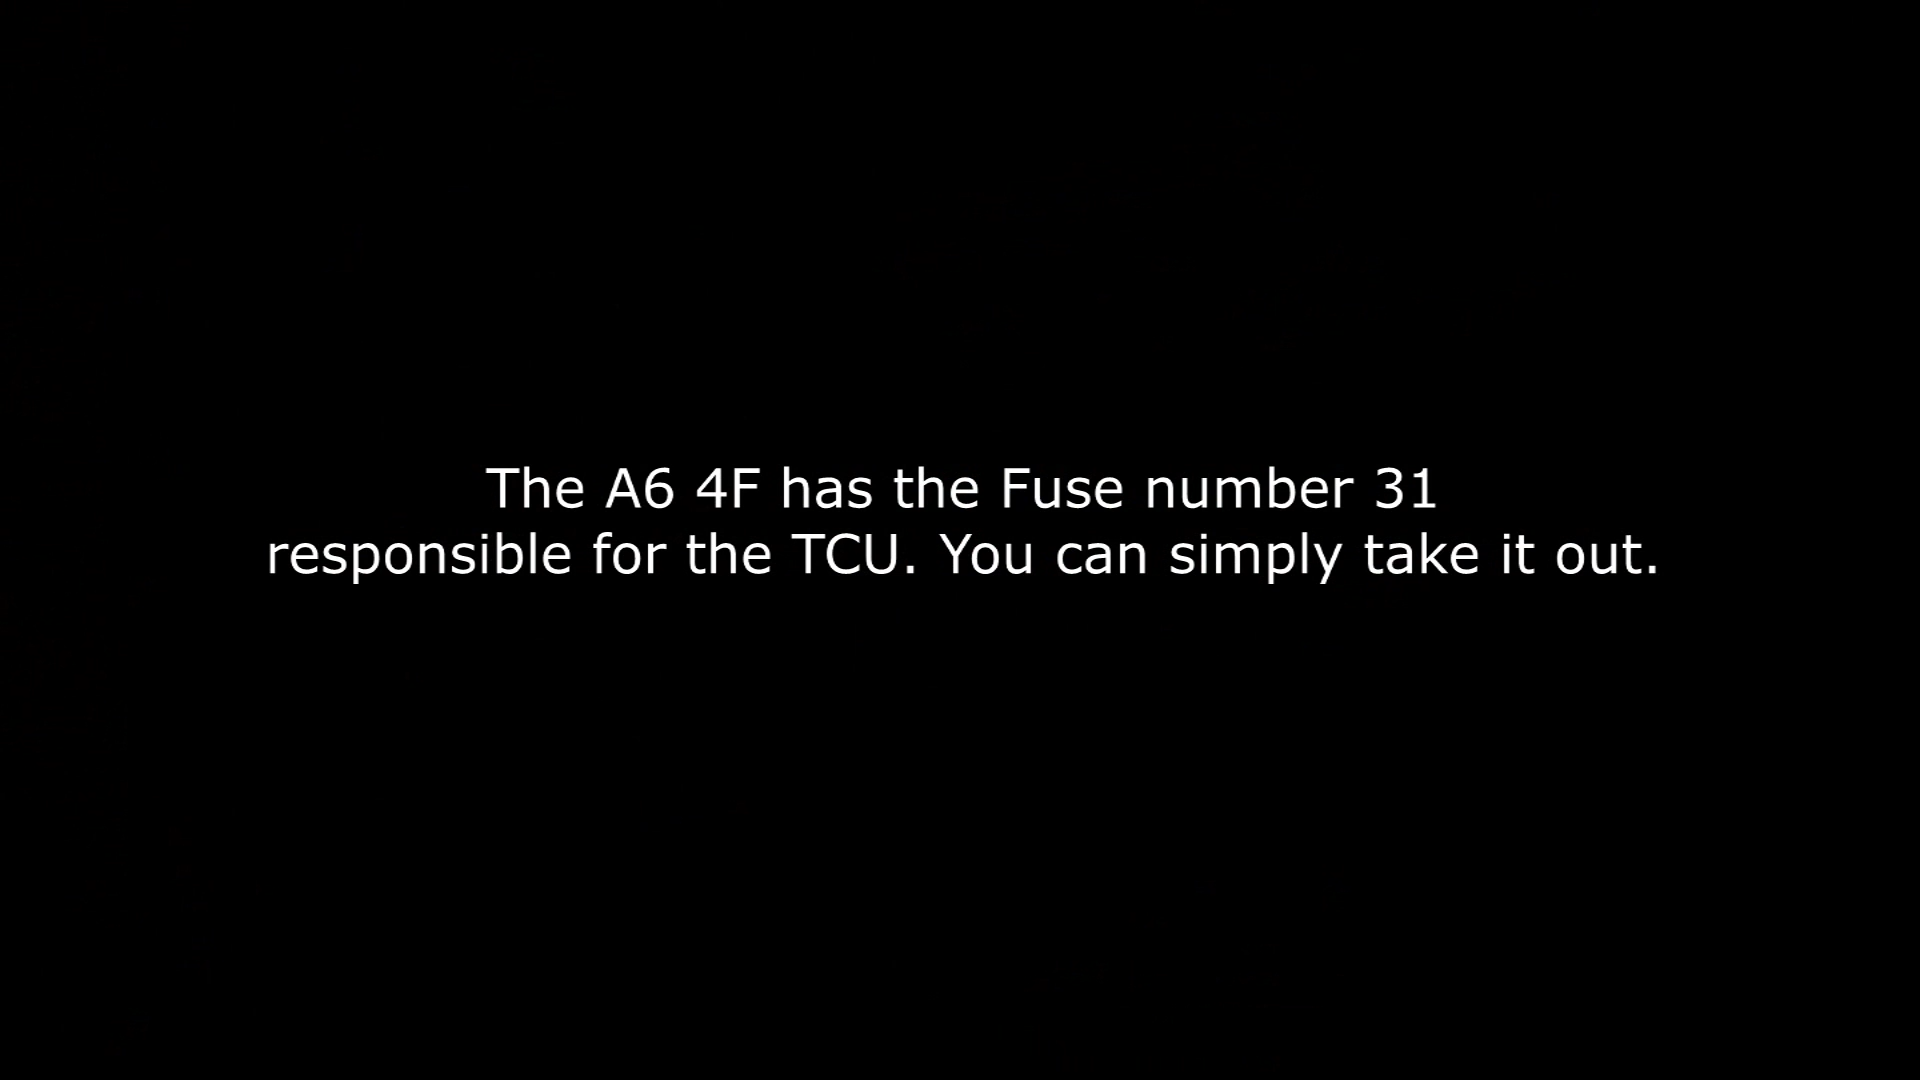 The A6 4F has the Fuse number 31
responsible for the TCU. You can simply take it out.